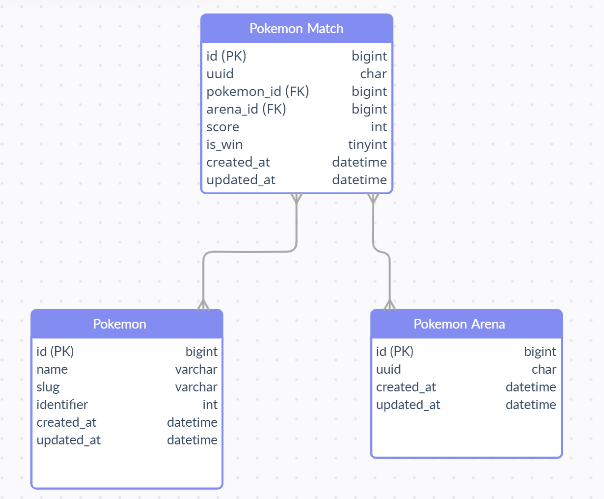 Pokemon Match
id (PK) bigint
uuid char
pokemon_id (FK) bigint
arena_id (FK) bigint
score int
is_win tinyint
created_at datetime
updated_at datetime
Pokemon
id (PK) bigint
name varchar
slug varchar
identifier int
created_at datetime
updated_at datetime
Pokemon Arena
id (PK) bigint
uuid char
created_at datetime
updated_at datetime